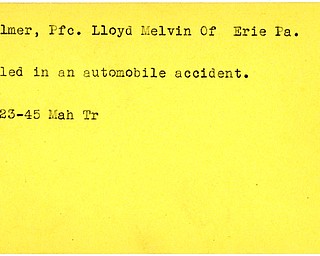 lmer, Pfc. Lloyd Melvin Of Erie Pa.
led in an automobile accident.
23-45 Mah Tr